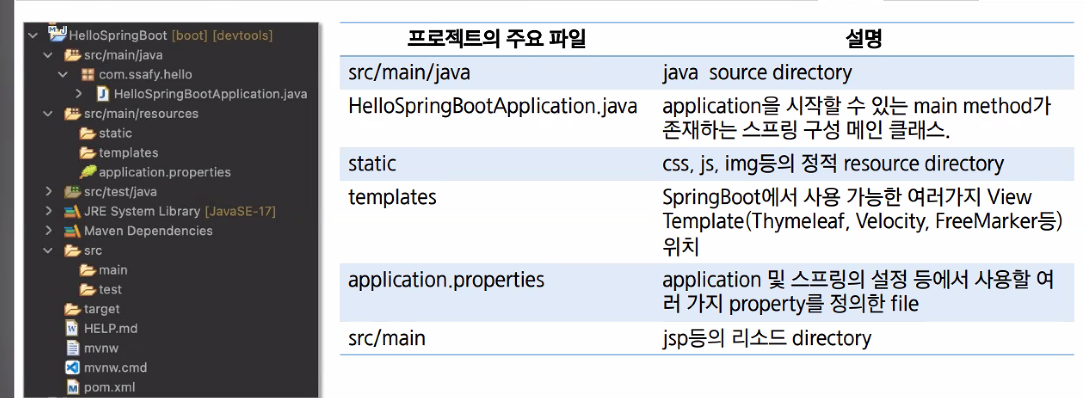 HelloSpringBoot [boot] [devtools]
src/main/java
com.ssafy.hello
HelloSpringBootApplication.java
src/main/resources
static
templates
application.properties
src/test/java
JRE System Library [JavaSE-17]
Maven Dependencies
src
main
test
target
HELP.md
mvnw
mvnw.cmd
pom.xml
프로젝트의 주요 파일 설명
src/main/java java source directory
HelloSpringBootApplication.java application을 시작할 수 있는 main method가
존재하는 스프링 구성 메인 클래스.
static css, js, img등의 정적 resource directory
templates SpringBoot에서 사용 가능한 여러가지 View
Template(Thymeleaf, Velocity, FreeMarker등)
위치
application.properties application 및 스프링의 설정 등에서 사용할 여
러 가지 property를 정의한 file
src/main jsp등의 리소드 directory